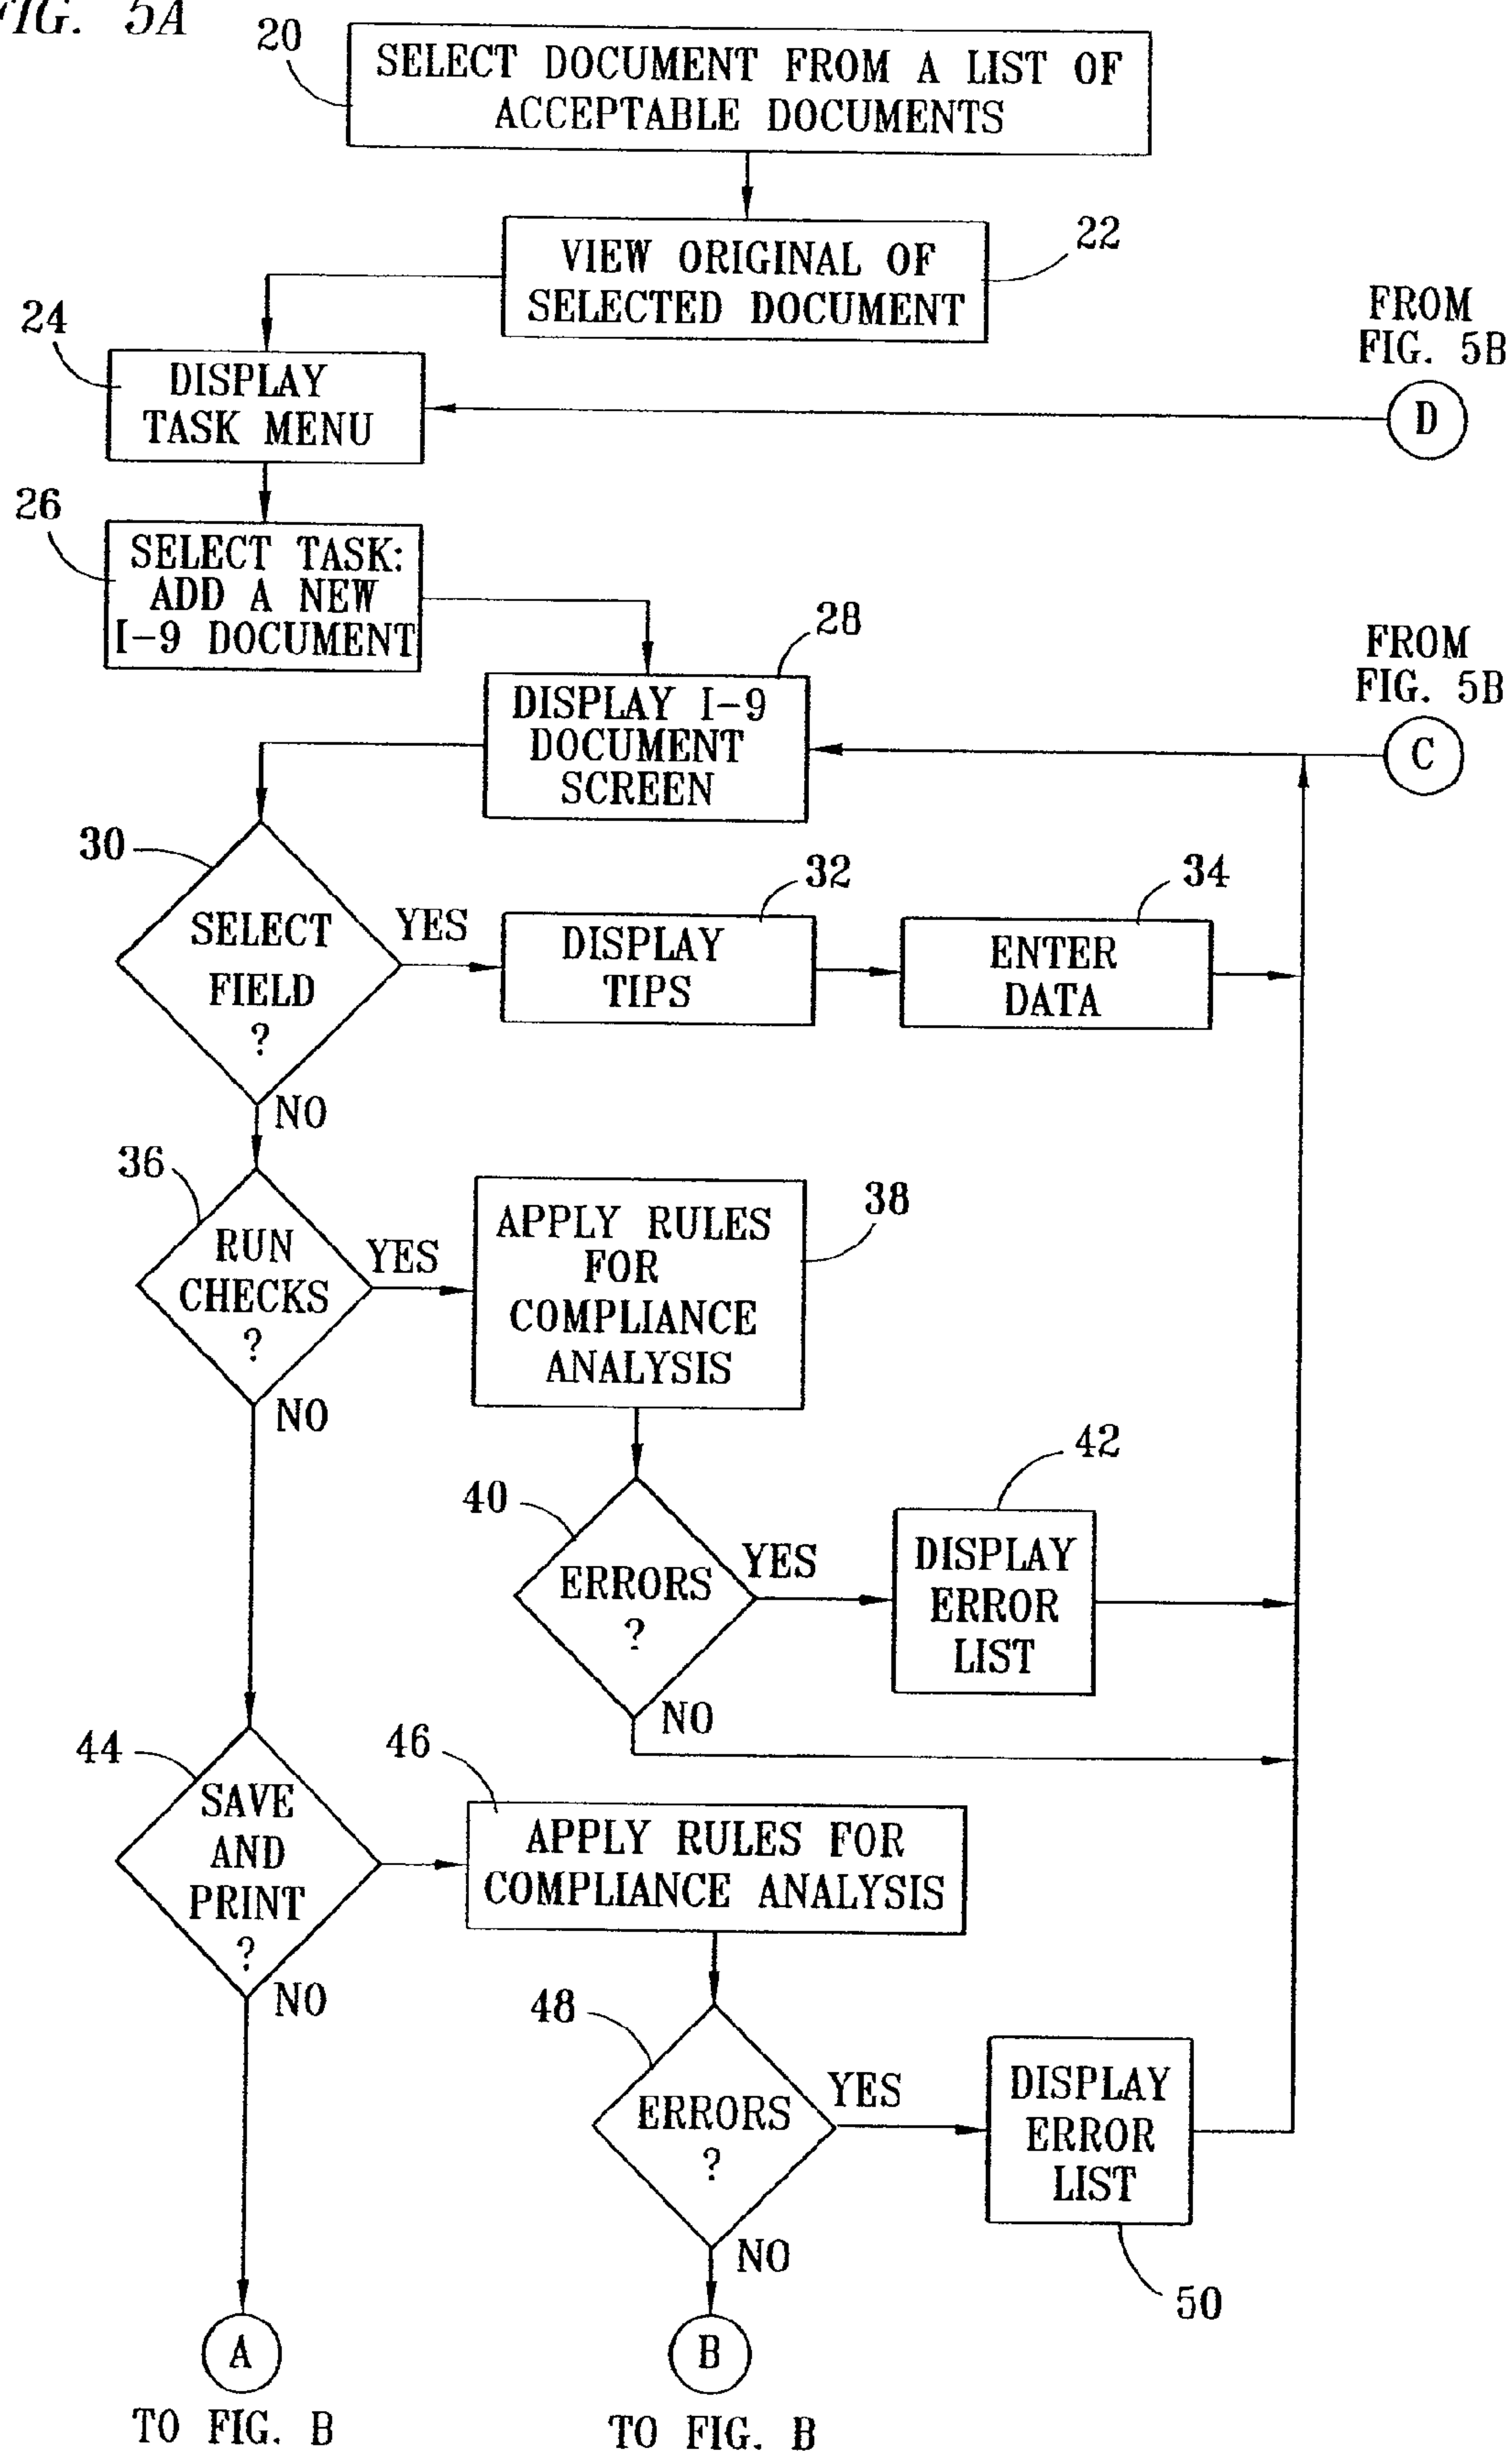 FIG. 5A
20
SELECT DOCUMENT FROM A LIST OF
ACCEPTABLE DOCUMENTS
22
VIEW ORIGINAL OF
SELECTED DOCUMENT
24
DISPLAY
TASK MENU
FROM
FIG. 5B
D
26
SELECT TASK:
ADD A NEW
I-9 DOCUMENT
28
DISPLAY I-9
DOCUMENT
SCREEN
FROM
FIG. 5B
C
30
SELECT
FIELD
?
YES
NO
32
DISPLAY
TIPS
34
ENTER
DATA
36
RUN
CHECKS
?
YES
NO
38
APPLY RULES
FOR
COMPLIANCE
ANALYSIS
40
ERRORS
?
YES
NO
42
DISPLAY
ERROR
LIST
44
SAVE
AND
PRINT
?
NO
46
APPLY RULES FOR
COMPLIANCE ANALYSIS
48
ERRORS
?
YES
NO
DISPLAY
ERROR
LIST
50
A
TO FIG. B
B
TO FIG. B